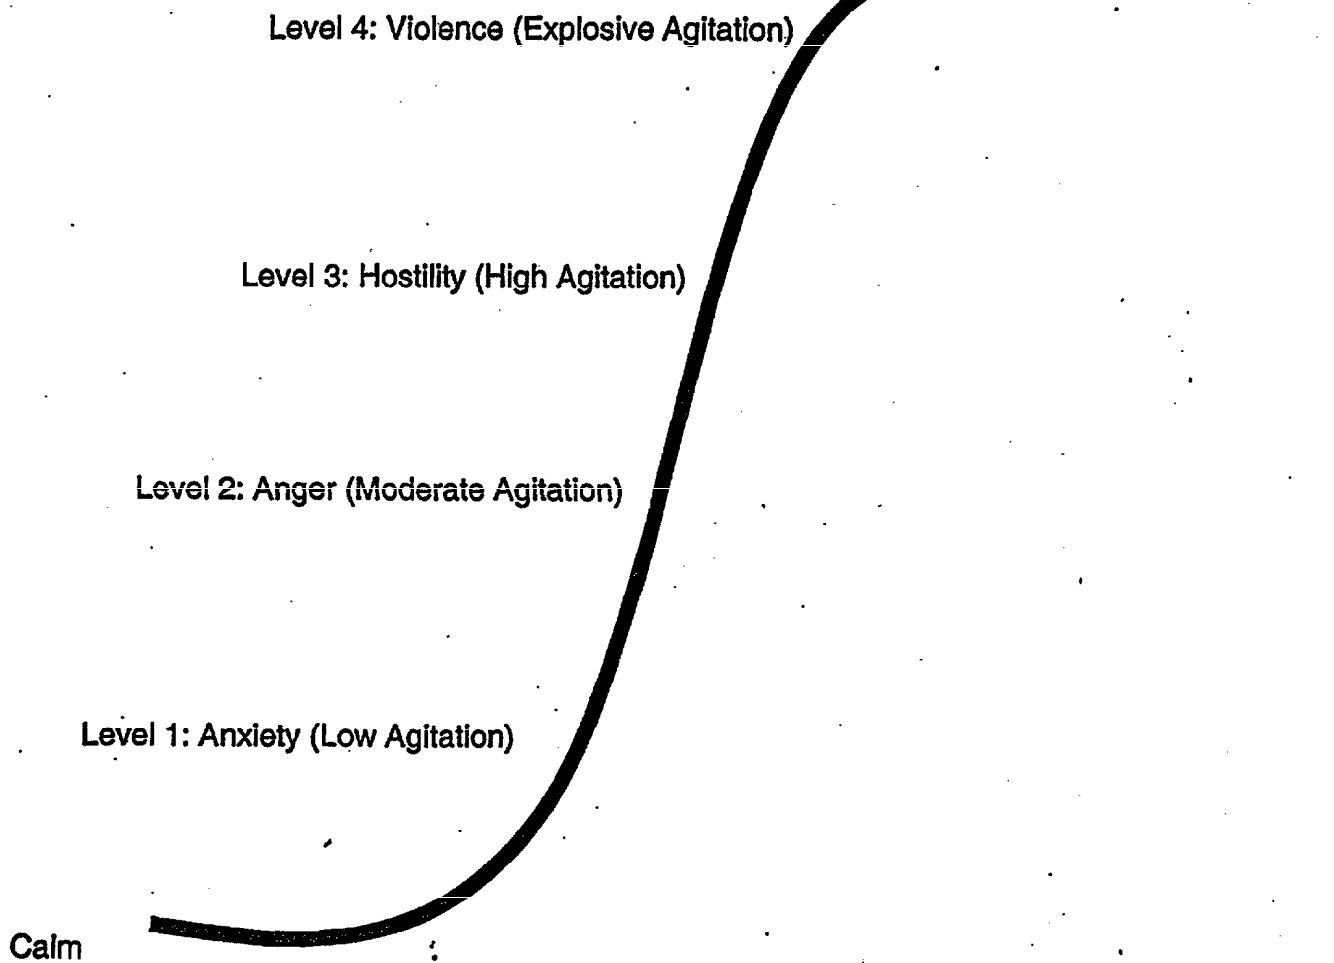 Level 4: Violence (Explosive Agitation)
Level 3: Hostility (High Agitation)
Level 2: Anger (Moderate Agitation)
Level 1: Anxiety (Low Agitation)
Calm